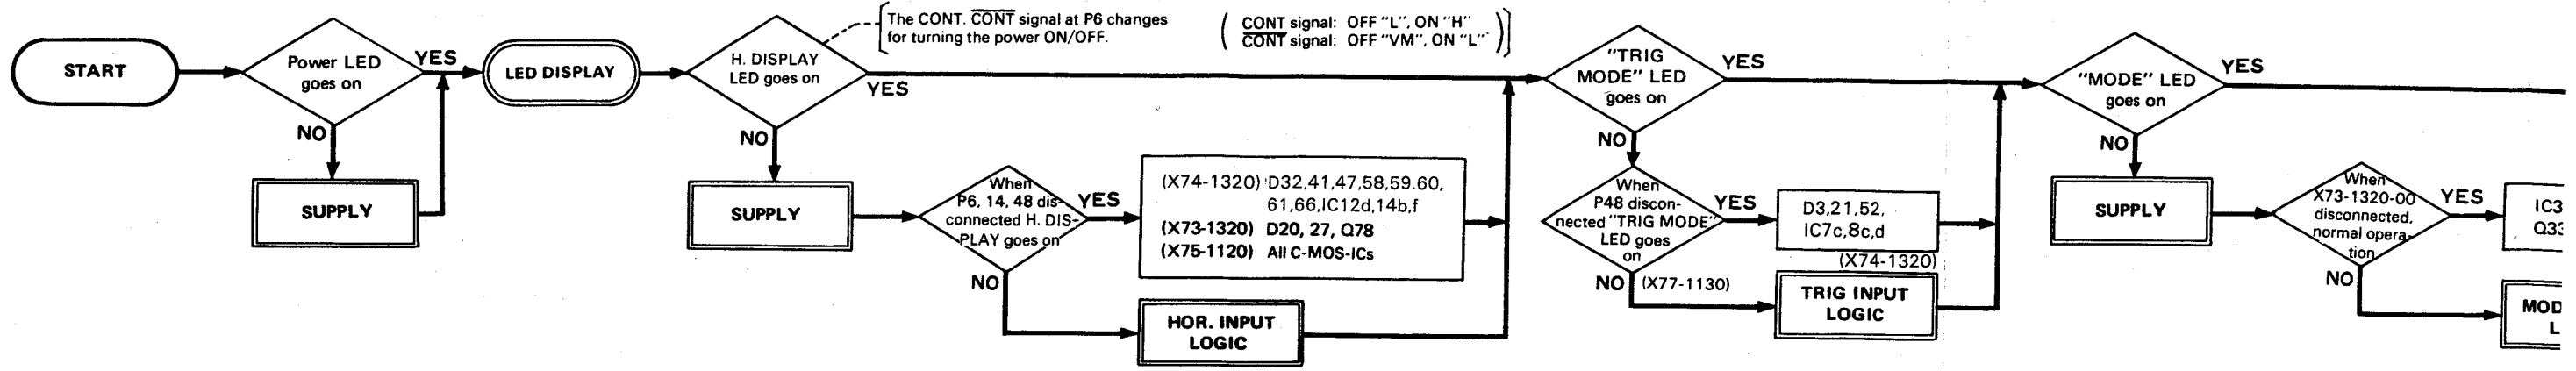 START
Power LED
goes on
YES
NO
SUPPLY
LED DISPLAY
H. DISPLAY
LED goes on
YES
NO
The CONT. CONT signal at P6 changes
for turning the power ON/OFF.
CONT signal: OFF "L", ON "H"
CONT signal: OFF "VM", ON "L"
SUPPLY
When
P6, 14, 48 dis-
connected H. DIS-
PLAY goes on
YES
NO
(X74-1320) D32,41,47,58,59.60,
61,66,IC12d,14b,f
(X73-1320) D20, 27, Q78
(X75-1120) All C-MOS-ICs
HOR. INPUT
LOGIC
"TRIG
MODE" LED
goes on
YES
NO
When
P48 discon-
nected "TRIG MODE"
LED goes
on
YES
NO
(X77-1130)
D3,21,52,
IC7c,8c,d
(X74-1320)
TRIG INPUT
LOGIC
"MODE" LED
goes on
YES
NO
SUPPLY
When
X73-1320-00
disconnected,
normal opera-
tion
YES
NO
IC3
Q33
MOD
L